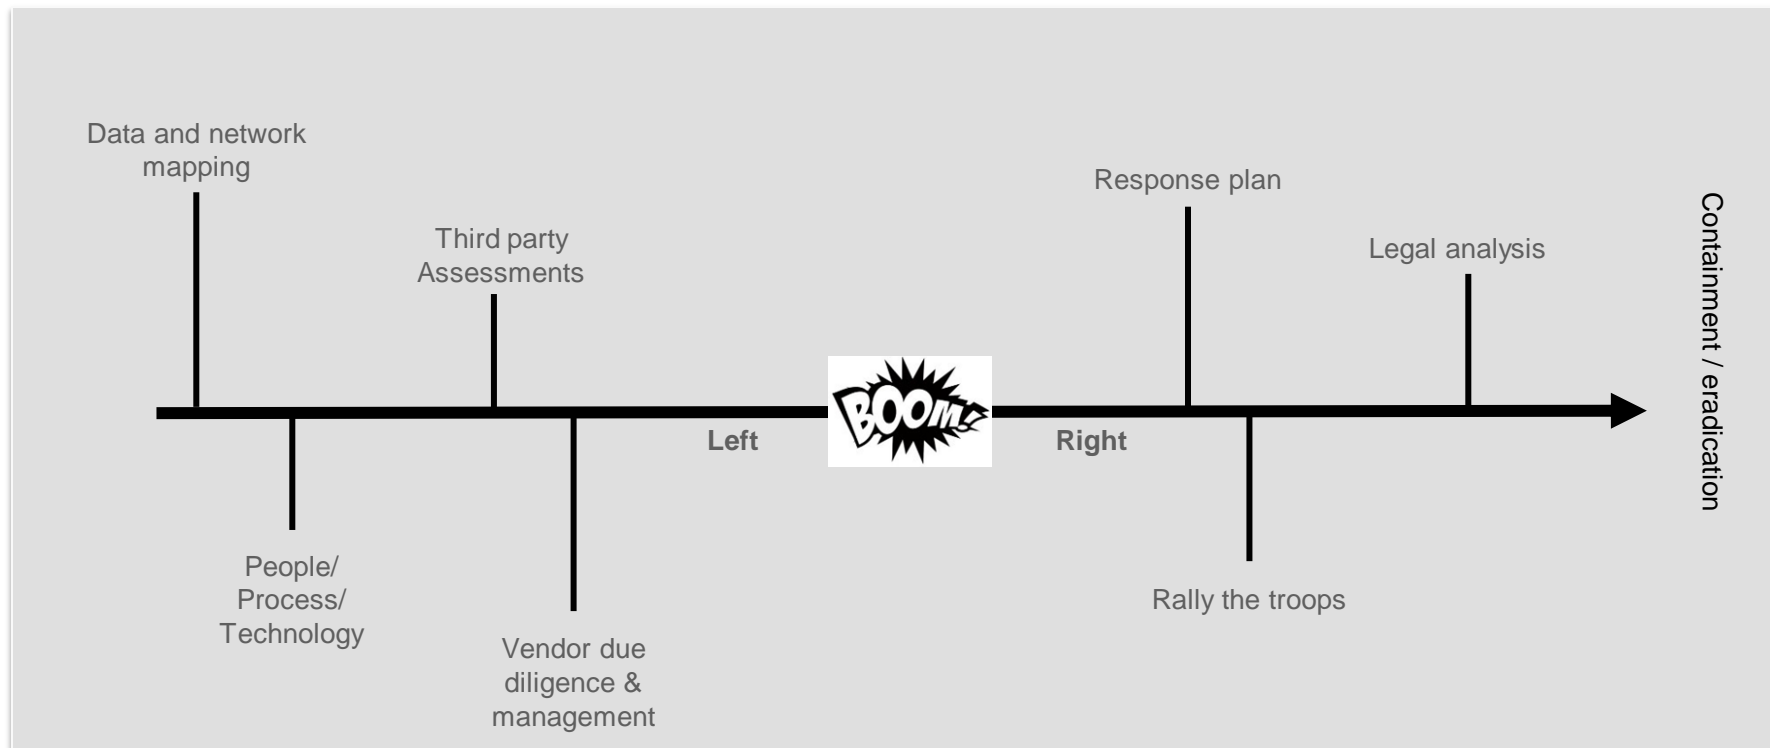 Data and network
mapping
Third party
Assessments
People/
Process/
Technology
Vendor due
diligence &
management
Left
BOOM!
Right
Response plan
Rally the troops
Legal analysis
Containment / eradication